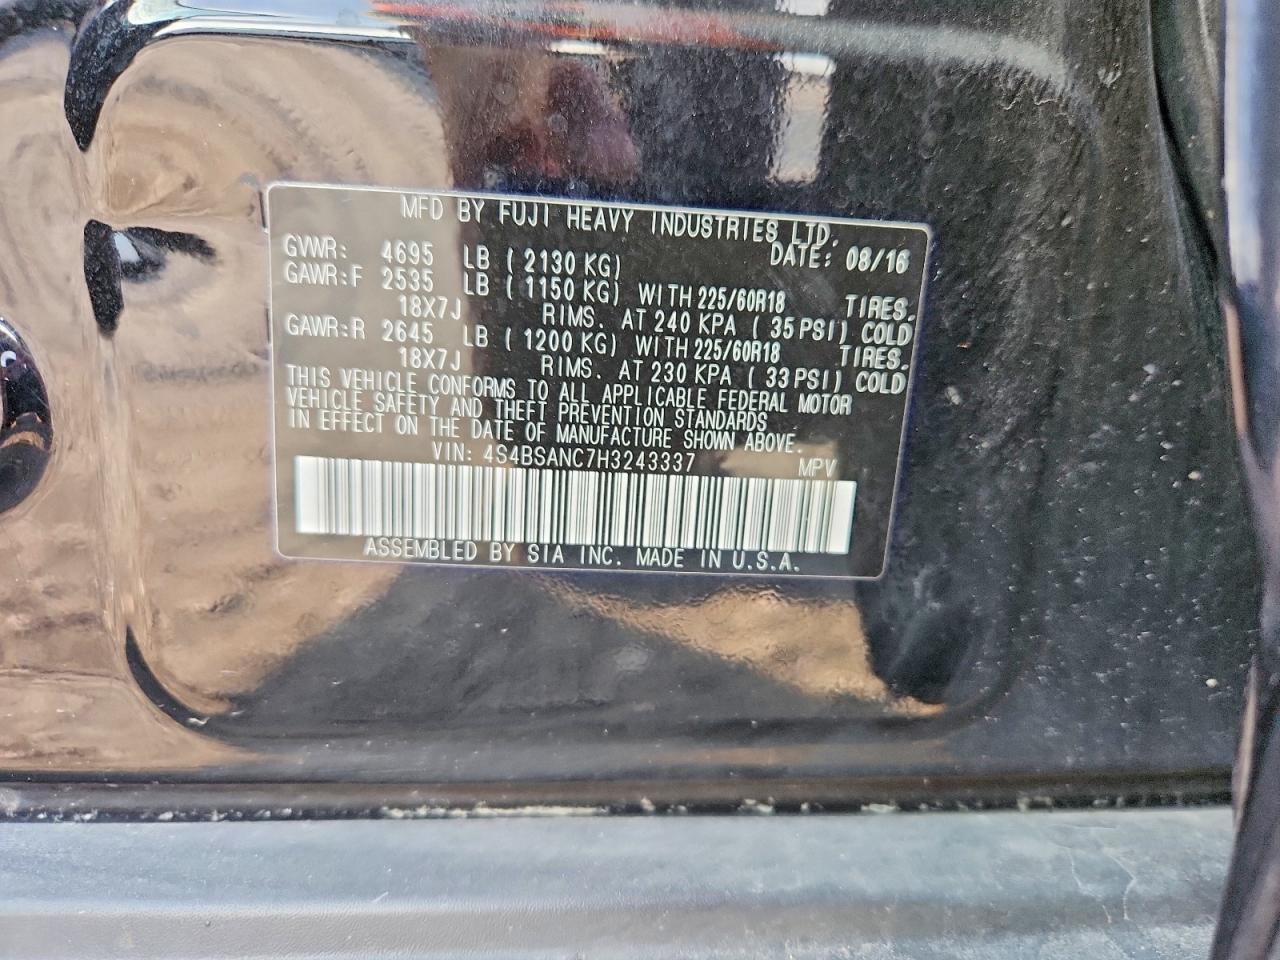 MFD BY FUJI HEAVY INDUSTRIES LTD.
DATE: 08/16
GVWR: 4695 LB ( 2130 KG)
GAWR:F 2535 LB ( 1150 KG) WITH 225/60R18 TIRES.
18X7J RIMS. AT 240 KPA ( 35 PSI) COLD
GAWR:R 2645 LB ( 1200 KG) WITH 225/60R18 TIRES.
18X7J RIMS. AT 230 KPA ( 33 PSI) COLD
THIS VEHICLE CONFORMS TO ALL APPLICABLE FEDERAL MOTOR
VEHICLE SAFETY AND THEFT PREVENTION STANDARDS
IN EFFECT ON THE DATE OF MANUFACTURE SHOWN ABOVE.
VIN: 4S4BSANC7H3243337 MPV
ASSEMBLED BY SIA INC. MADE IN U.S.A.